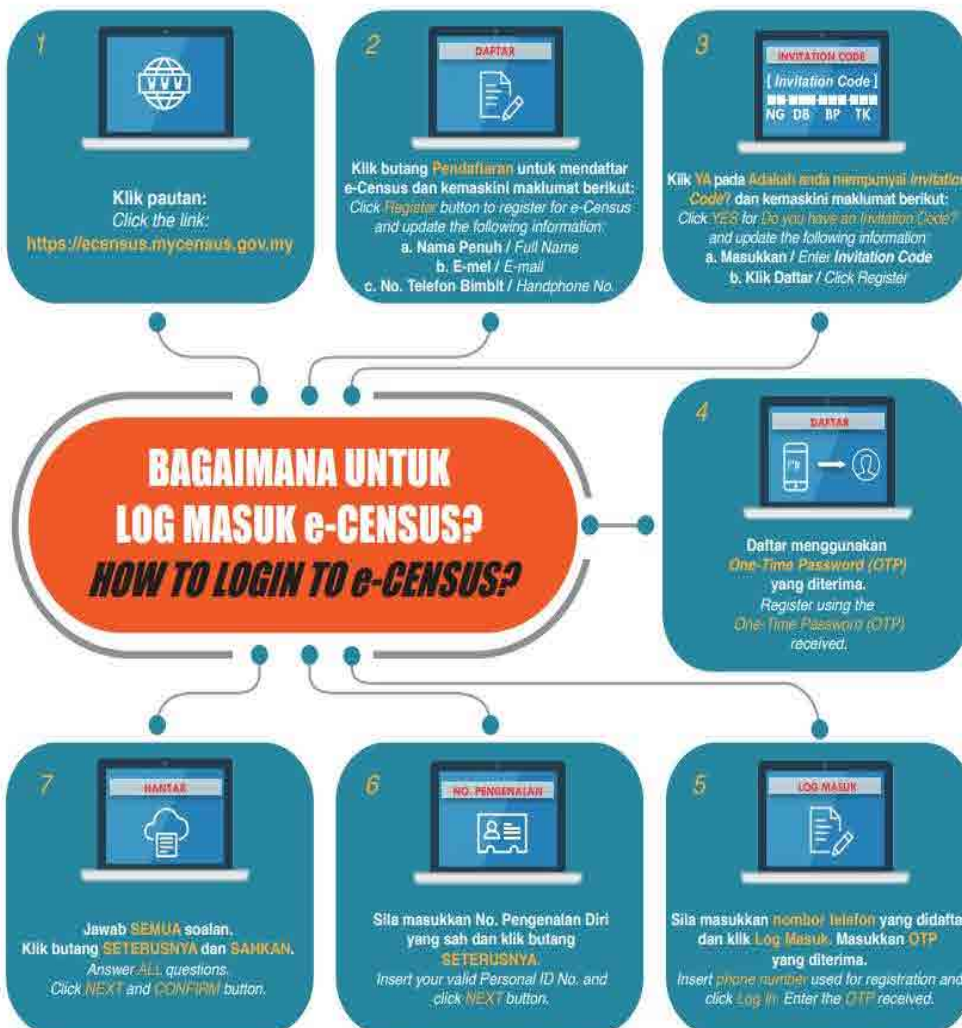 1
Klik pautan:
Click the link:
https://ecensus.mycensus.gov.my
2
DAFTAR
Klik butang Pendaftaran untuk mendaftar
e-Census dan kemaskini maklumat berikut:
Click Register button to register for e-Census
and update the following information
a. Nama Penuh / Full Name
b. E-mel / E-mail
c. No. Telefon Bimbit / Handphone No.
3
INVITATION CODE
[ Invitation Code ]
NG DB BP TK
Klik YA pada Adakah anda mempunyai Invitation
Code? dan kemaskini maklumat berikut:
Click YES for Do you have an Invitation Code?
and update the following information
a. Masukkan / Enter Invitation Code
b. Klik Daftar / Click Register
BAGAIMANA UNTUK
LOG MASUK e-CENSUS?
HOW TO LOGIN TO e-CENSUS?
4
DAFTAR
Daftar menggunakan
One-Time Password (OTP)
yang diterima.
Register using the
One-Time Password (OTP)
received.
5
LOG MASUK
Sila masukkan nombor telefon yang didafta
dan klik Log Masuk. Masukkan OTP
yang diterima.
Insert phone number used for registration and
click Log In. Enter the OTP received.
6
NO. PENGENALAN
Sila masukkan No. Pengenalan Diri
yang sah dan klik butang
SETERUSNYA.
Insert your valid Personal ID No. and
click NEXT button.
7
HANTAR
Jawab SEMUA soalan.
Klik butang SETERUSNYA dan SAHKAN.
Answer ALL questions.
Click NEXT and CONFIRM button.